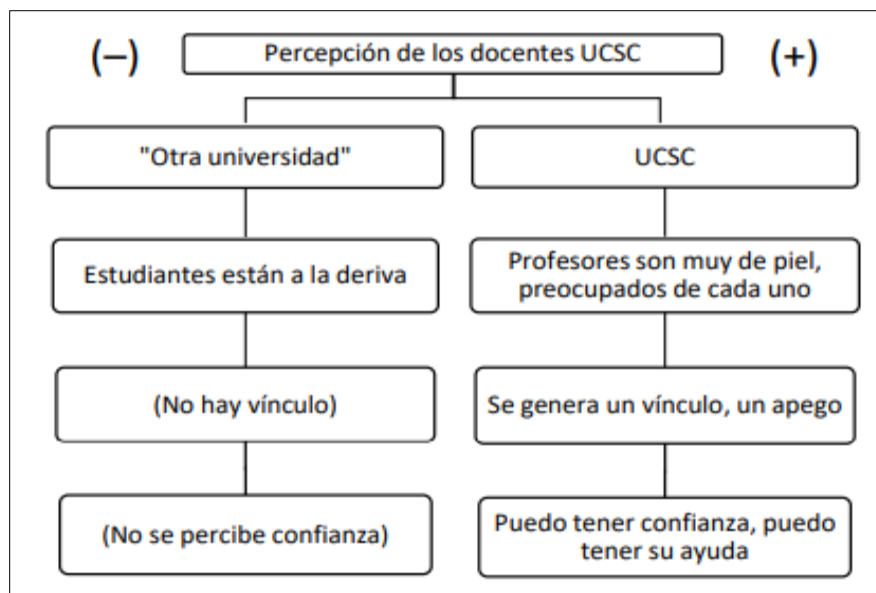 (–)
Percepción de los docentes UCSC
(+)
"Otra universidad"
UCSC
Estudiantes están a la deriva
Profesores son muy de piel,
preocupados de cada uno
(No hay vínculo)
Se genera un vínculo, un apego
(No se percibe confianza)
Puedo tener confianza, puedo
tener su ayuda